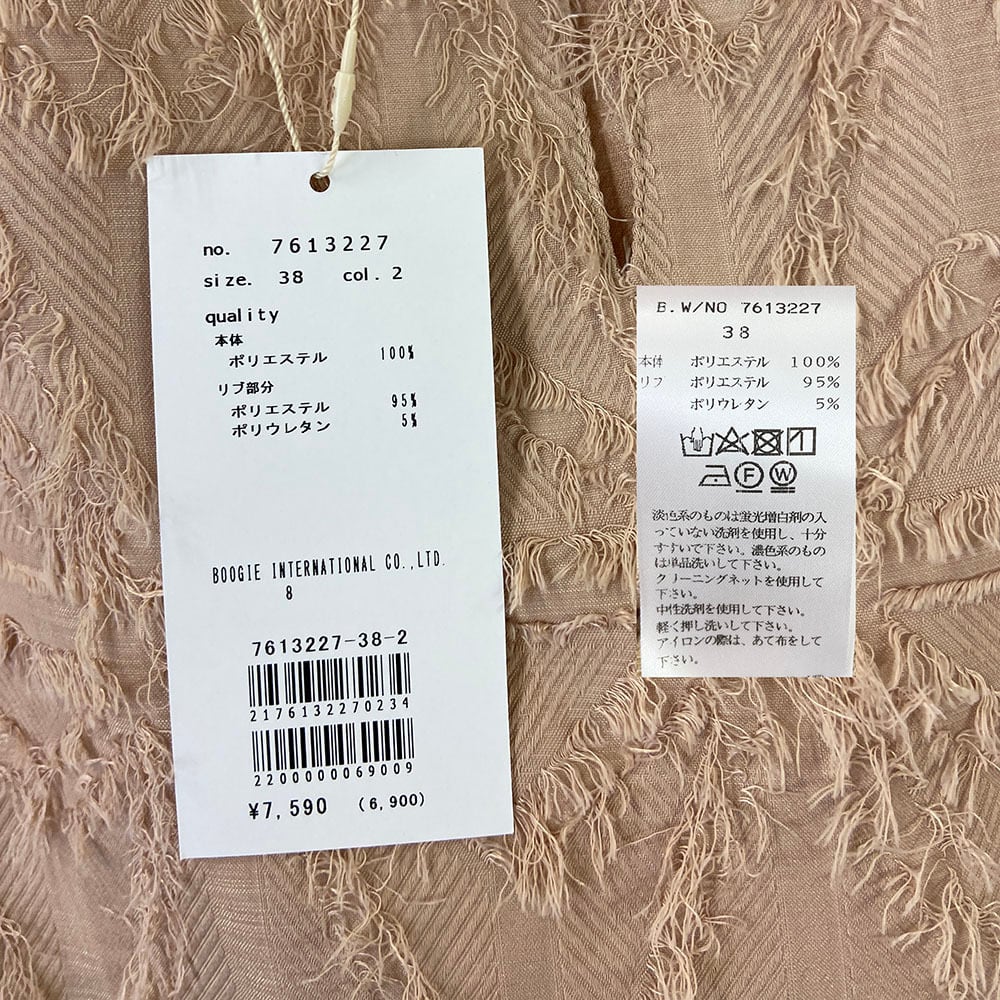 no. 7613227
size. 38 col. 2
quality
本体
ポリエステル 100%
リブ部分
ポリエステル 95%
ポリウレタン 5%
BOOGIE INTERNATIONAL CO.,LTD.
8
7613227-38-2
2176132270234
2200000069009
¥7,590 (6,900)
B.W/NO 7613227
38
本体 ポリエステル 100%
リブ ポリエステル 95%
ポリウレタン 5%
F W
淡色系のものは蛍光増白剤の入
っていない洗剤を使用し、十分
すすいで下さい。濃色系のもの
は単品洗いして下さい。
クリーニングネットを使用して
下さい。
中性洗剤を使用して下さい。
軽く押し洗いして下さい。
アイロンの際は、あて布をして
下さい。